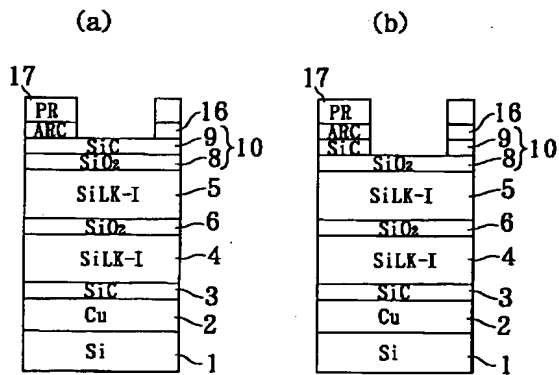 (a)
17
PR
ARC
16
SiC
9
SiO₂
8
10
SiLK-I
5
SiO₂
6
SiLK-I
4
SiC
3
Cu
2
Si
1
(b)
17
PR
ARC
16
SiC
9
SiO₂
8
10
SiLK-I
5
SiO₂
6
SiLK-I
4
SiC
3
Cu
2
Si
1